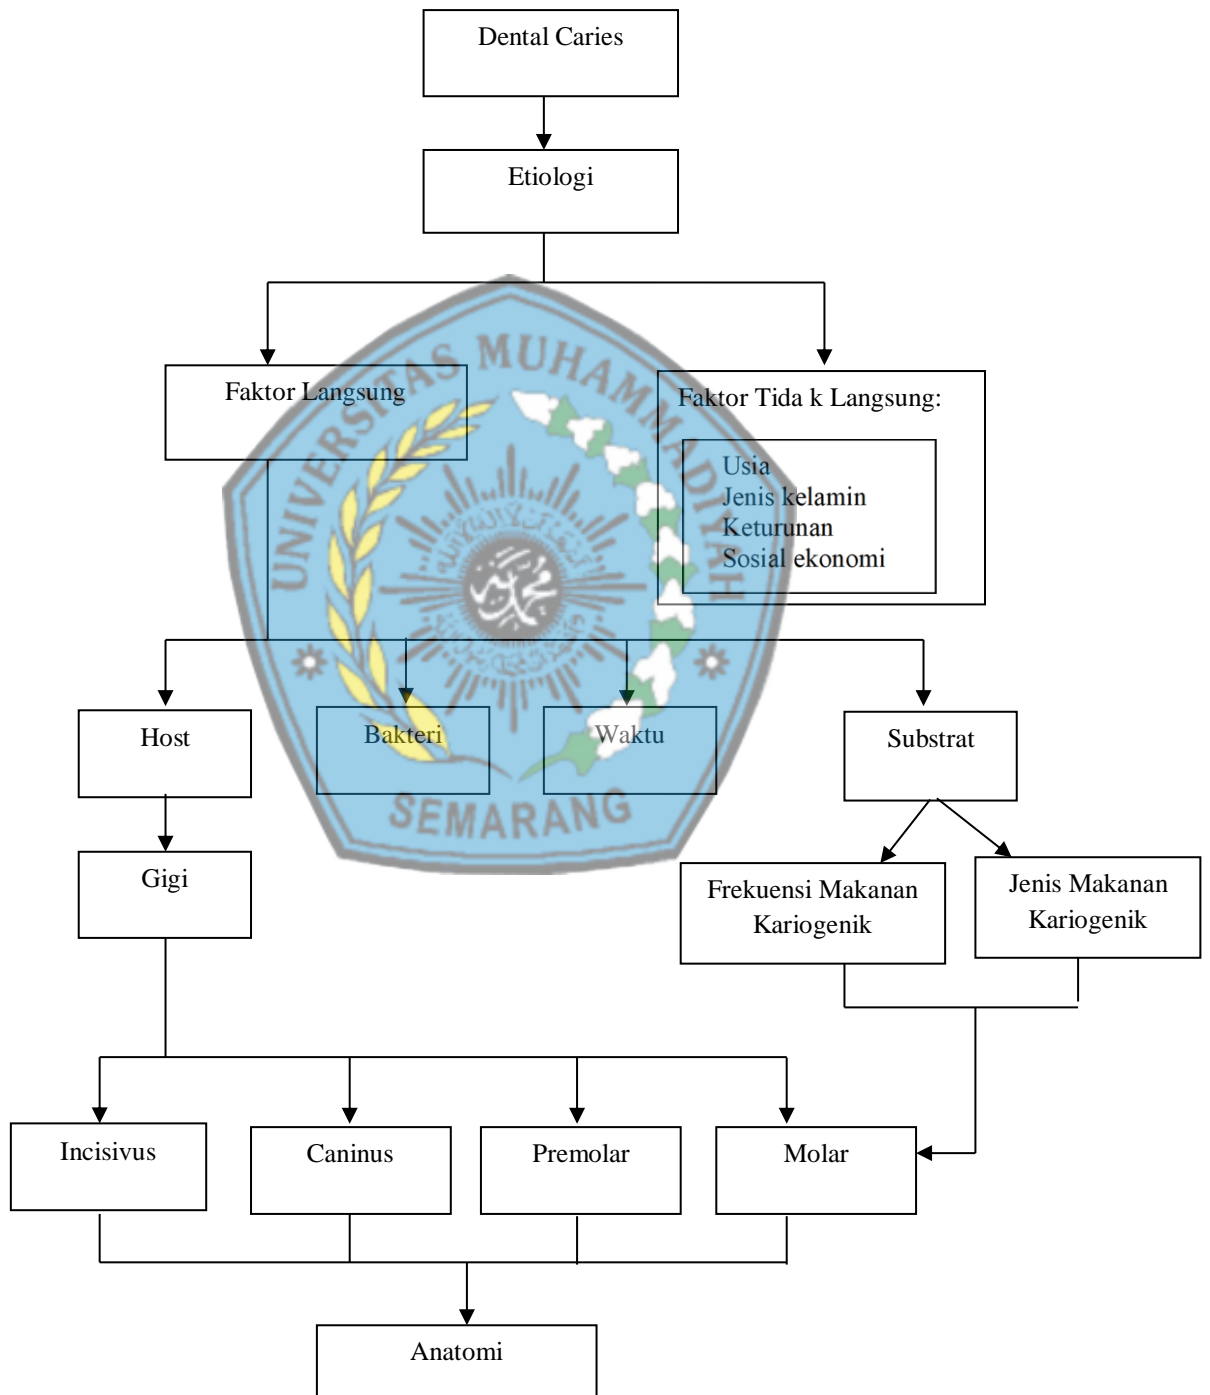 Dental Caries
Etiologi
Faktor Langsung
Faktor Tida k Langsung:
Usia
Jenis kelamin
Keturunan
Sosial ekonomi
UNIVERSITAS MUHAMMADIYAH
SEMARANG
Host
Bakteri
Waktu
Substrat
Gigi
Frekuensi Makanan
Kariogenik
Jenis Makanan
Kariogenik
Incisivus
Caninus
Premolar
Molar
Anatomi